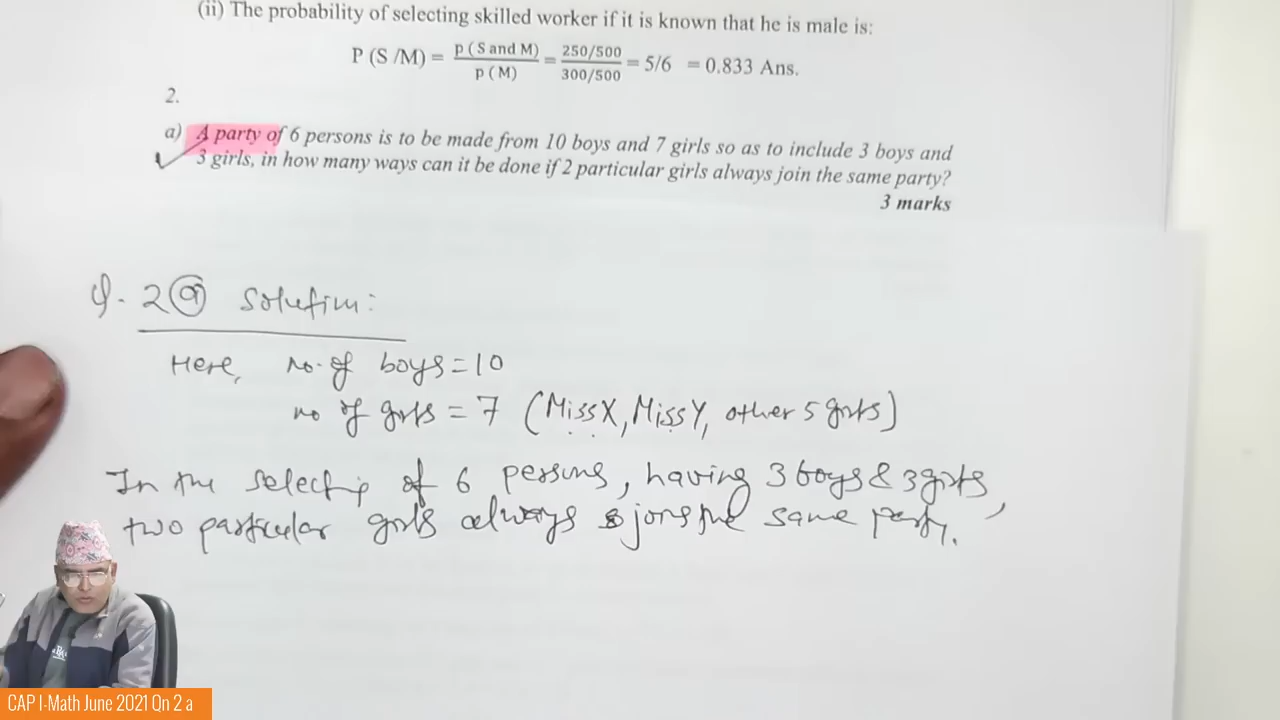 (ii) The probability of selecting skilled worker if it is known that he is male is:
P (S /M) = p ( S and M) / p ( M) = 250/500 / 300/500 = 5/6 = 0.833 Ans.
2.
a) A party of 6 persons is to be made from 10 boys and 7 girls so as to include 3 boys and
3 girls, in how many ways can it be done if 2 particular girls always join the same party?
3 marks
Q. 2 (a) Solution:
Here, no. of boys = 10
no of girls = 7 (Miss X, Miss Y, other 5 girls)
In the selection of 6 persons, having 3 boys & 3 girls,
two particular girls always joins the same party.
CAP I-Math June 2021 Qn 2 a